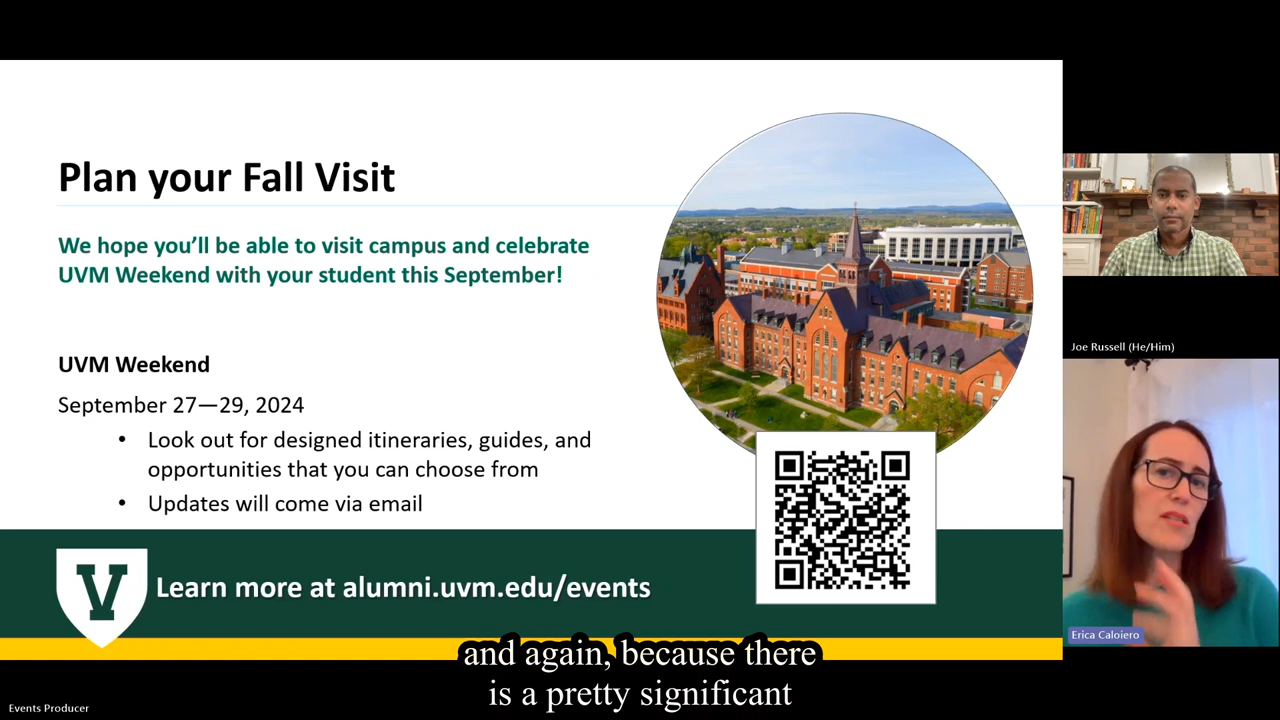 Plan your Fall Visit
We hope you'll be able to visit campus and celebrate
UVM Weekend with your student this September!
UVM Weekend
September 27—29, 2024
• Look out for designed itineraries, guides, and
opportunities that you can choose from
• Updates will come via email
V
Learn more at alumni.uvm.edu/events
Joe Russell (He/Him)
Erica Caloiero
and again, because there
is a pretty significant
Events Producer